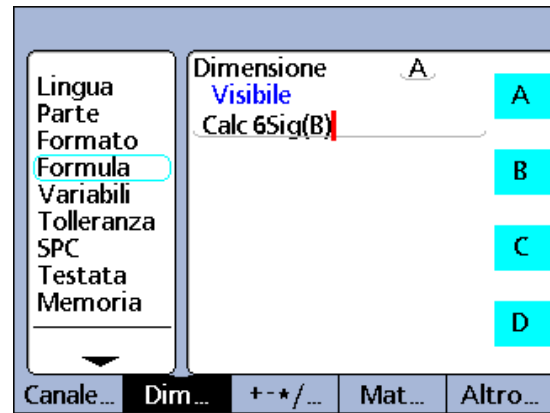 Lingua
Parte
Formato
Formula
Variabili
Tolleranza
SPC
Testata
Memoria
Dimensione A
Visibile
Calc 6Sig(B)
A
B
C
D
Canale... Dim... +-*/... Mat... Altro...